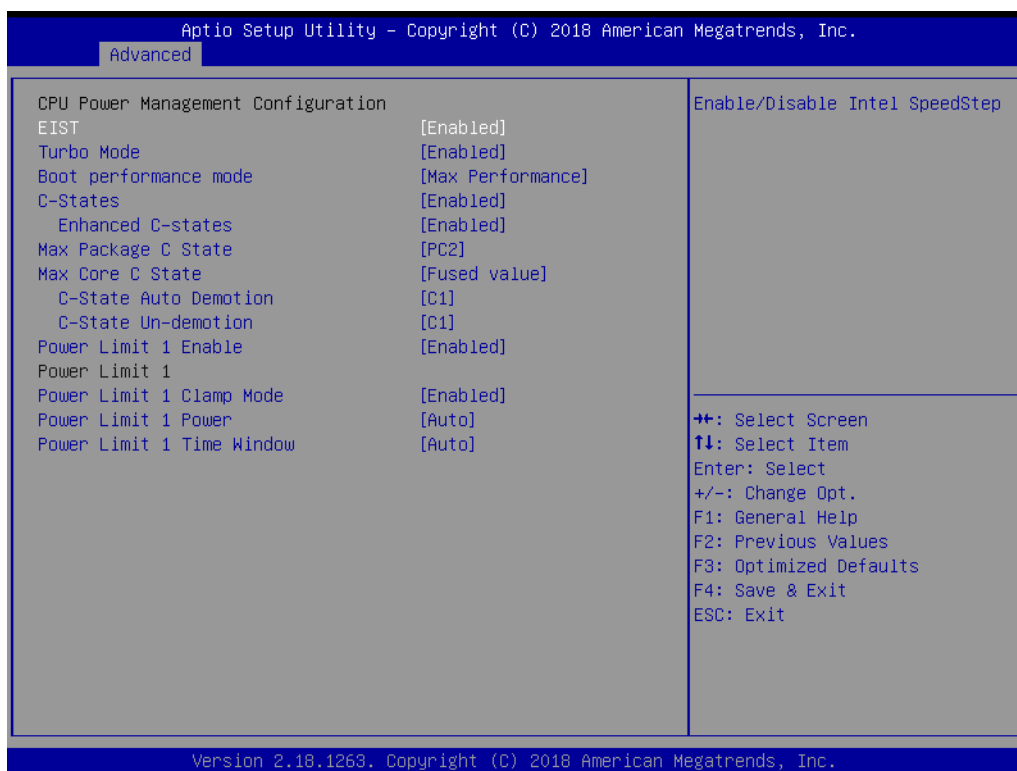 Aptio Setup Utility – Copyright (C) 2018 American Megatrends, Inc.
Advanced
CPU Power Management Configuration
EIST [Enabled]
Turbo Mode [Enabled]
Boot performance mode [Max Performance]
C-States [Enabled]
Enhanced C-states [Enabled]
Max Package C State [PC2]
Max Core C State [Fused value]
C-State Auto Demotion [C1]
C-State Un-demotion [C1]
Power Limit 1 Enable [Enabled]
Power Limit 1
Power Limit 1 Clamp Mode [Enabled]
Power Limit 1 Power [Auto]
Power Limit 1 Time Window [Auto]
Enable/Disable Intel SpeedStep
→←: Select Screen
↑↓: Select Item
Enter: Select
+/-: Change Opt.
F1: General Help
F2: Previous Values
F3: Optimized Defaults
F4: Save & Exit
ESC: Exit
Version 2.18.1263. Copyright (C) 2018 American Megatrends, Inc.